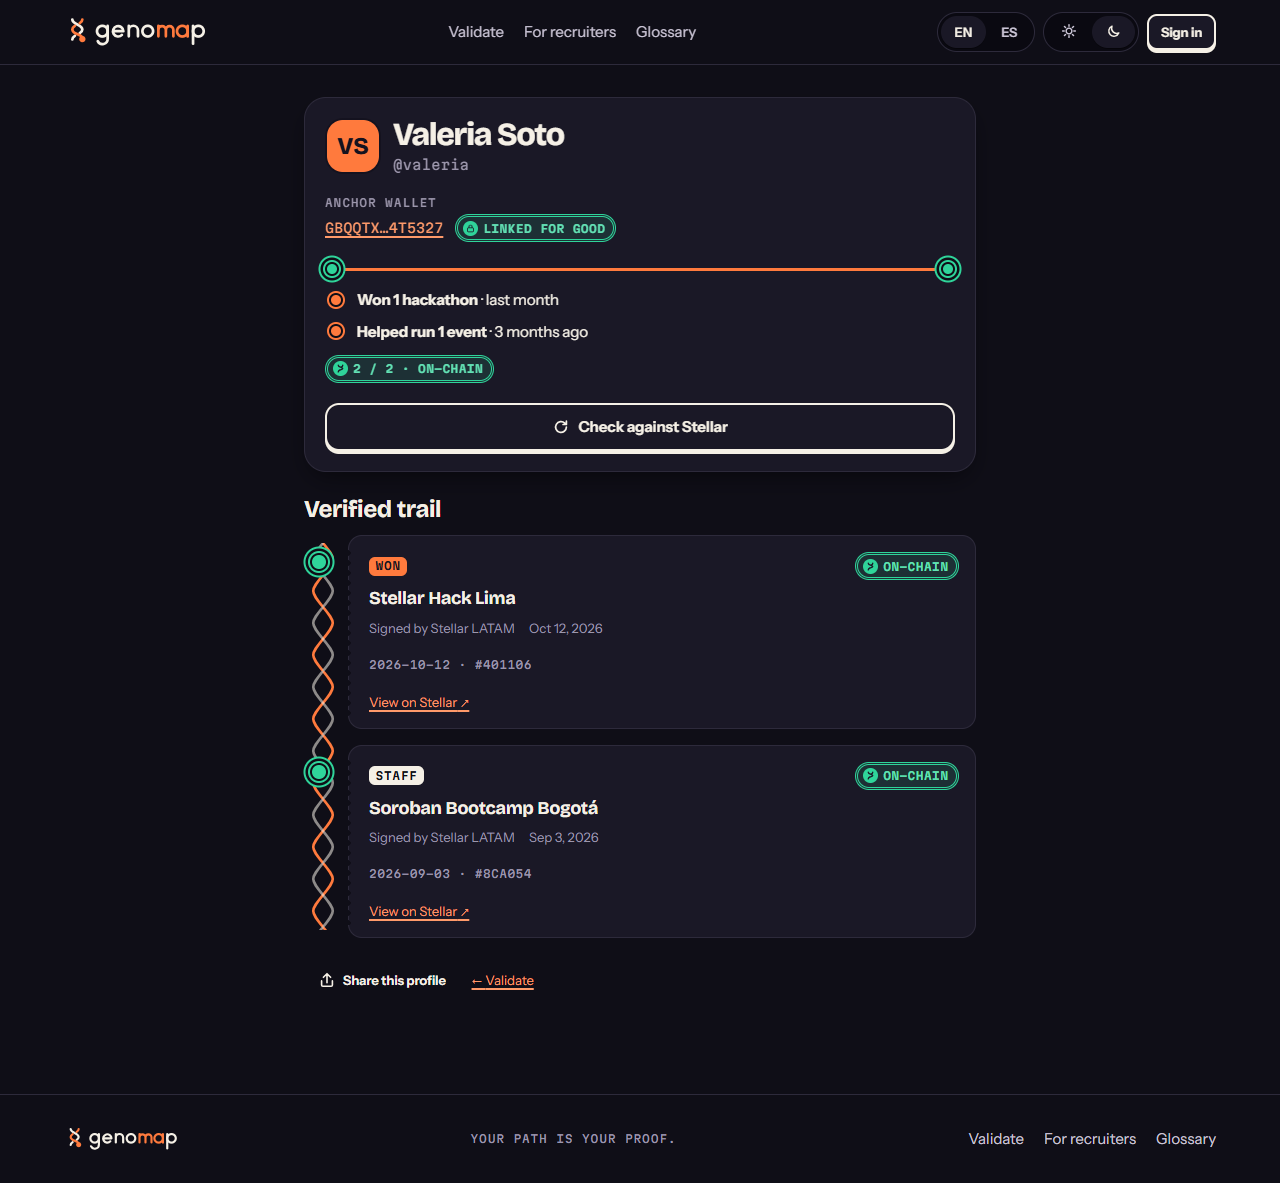 genomap
Validate For recruiters Glossary
EN ES
Sign in
VS
Valeria Soto
@valeria
ANCHOR WALLET
GBQQTX…4T5327 LINKED FOR GOOD
Won 1 hackathon · last month
Helped run 1 event · 3 months ago
2 / 2 · ON-CHAIN
Check against Stellar
Verified trail
WON ON-CHAIN
Stellar Hack Lima
Signed by Stellar LATAM Oct 12, 2026
2026-10-12 · #401106
View on Stellar ↗
STAFF ON-CHAIN
Soroban Bootcamp Bogotá
Signed by Stellar LATAM Sep 3, 2026
2026-09-03 · #8CA054
View on Stellar ↗
Share this profile ← Validate
genomap
YOUR PATH IS YOUR PROOF.
Validate For recruiters Glossary